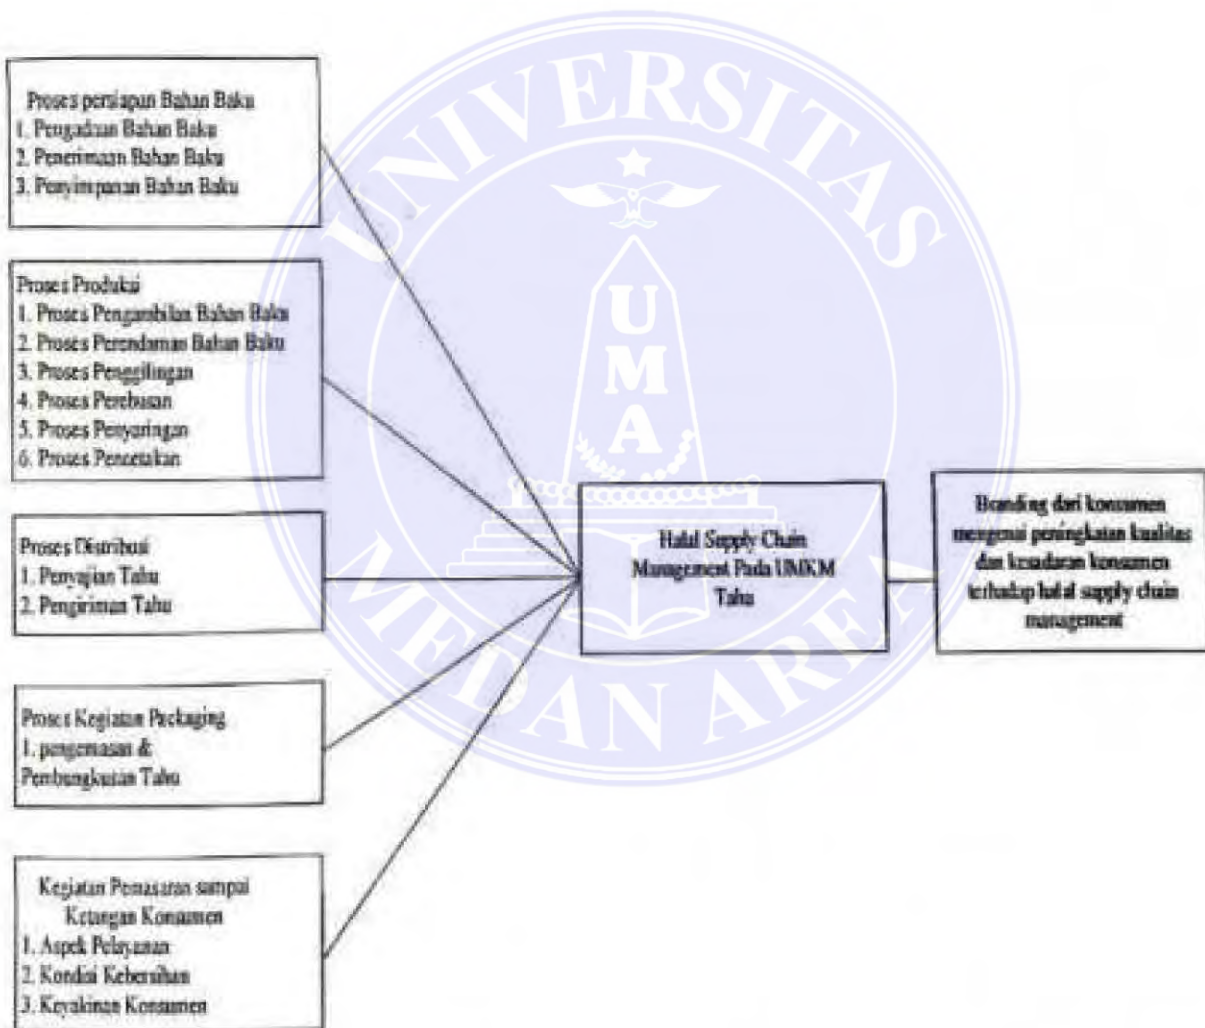 Proses persiapan Bahan Baku
1. Pengadaan Bahan Baku
2. Penerimaan Bahan Baku
3. Penyimpanan Bahan Baku
Proses Produksi
1. Proses Pengambilan Bahan Baku
2. Proses Perendaman Bahan Baku
3. Proses Penggilingan
4. Proses Perebusan
5. Proses Penyaringan
6. Proses Pencetakan
Proses Distribusi
1. Penyajian Tahu
2. Pengiriman Tahu
Proses Kegiatan Packaging
1. pengemasan &
Pembungkusan Tahu
Kegiatan Pemasaran sampai
Ketangan Konsumen
1. Aspek Pelayanan
2. Kondisi Kebersihan
3. Keyakinan Konsumen
Halal Supply Chain
Management Pada UMKM
Tahu
Branding dari konsumen
mengenai peningkatan kualitas
dan kesadaran konsumen
terhadap halal supply chain
management
UNIVERSITAS
UMA
MEDAN AREA